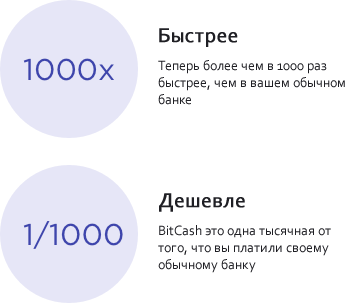 1000x
Быстрее
Теперь более чем в 1000 раз
быстрее, чем в вашем обычном
банке
1/1000
Дешевле
BitCash это одна тысячная от
того, что вы платили своему
обычному банку